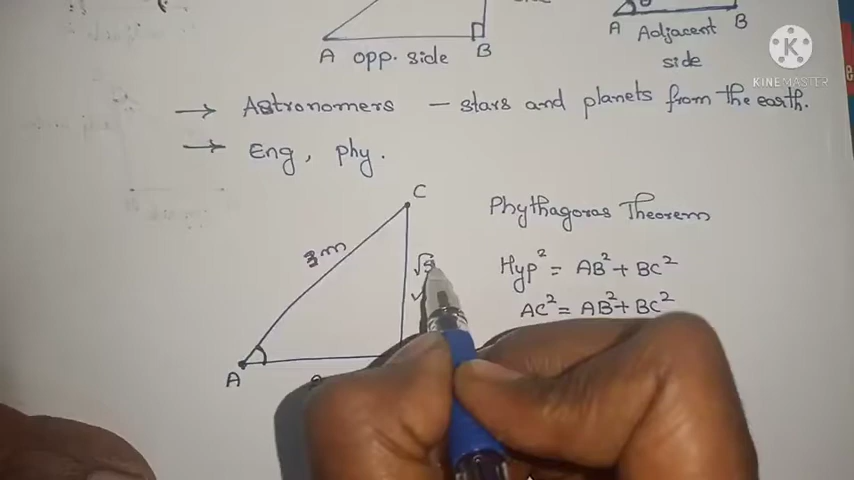 A opp. side B
A Adjacent B
side
KINEMASTER
→ Astronomers — stars and planets from the earth.
→ Eng, phy.
C
Phythagoras Theorem
3m
Hyp² = AB² + BC²
AC² = AB² + BC²
A